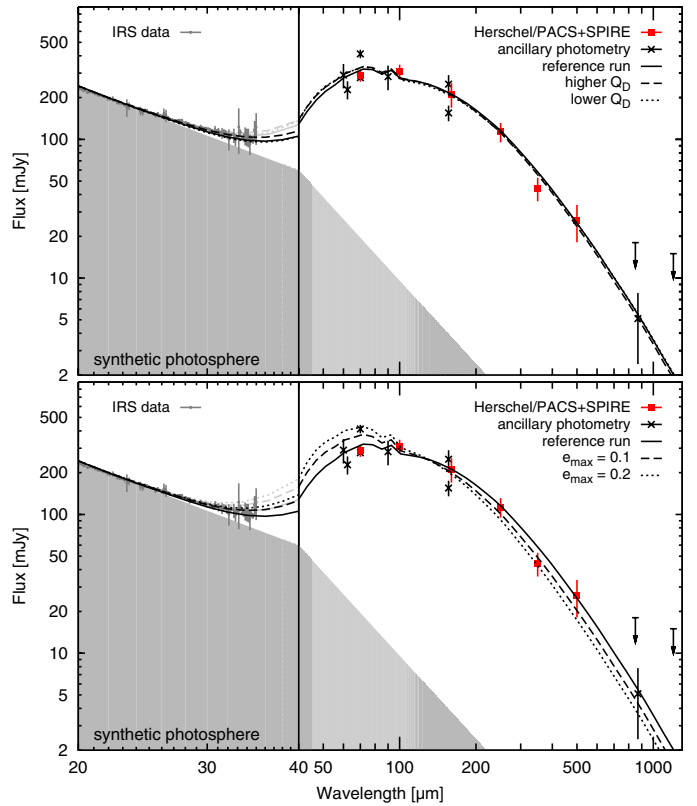 500
200
100
50
20
10
5
2
Flux [mJy]
IRS data
Herschel/PACS+SPIRE
ancillary photometry
reference run
higher Q_D
lower Q_D
synthetic photosphere
500
200
100
50
20
10
5
2
Flux [mJy]
IRS data
Herschel/PACS+SPIRE
ancillary photometry
reference run
e_max = 0.1
e_max = 0.2
synthetic photosphere
20 30 40 50 100 200 500 1000
Wavelength [µm]